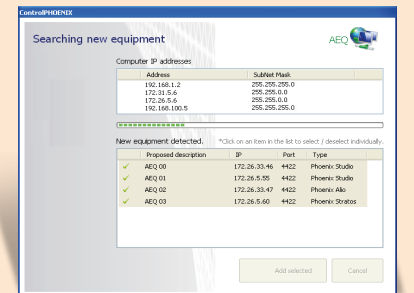 ControlPHOENIX
Searching new equipment
AEQ
Computer IP addresses
Address SubNet Mask
192.168.1.2 255.255.255.0
172.31.5.6 255.255.0.0
172.26.5.6 255.255.0.0
192.168.100.5 255.255.255.0
New equipment detected. *Click on an item in the list to select / deselect individually.
Proposed description IP Port Type
AEQ 00 172.26.33.46 4422 Phoenix Studio
AEQ 01 172.26.5.55 4422 Phoenix Studio
AEQ 02 172.26.33.47 4422 Phoenix Alio
AEQ 03 172.26.5.60 4422 Phoenix Stratos
Add selected Cancel